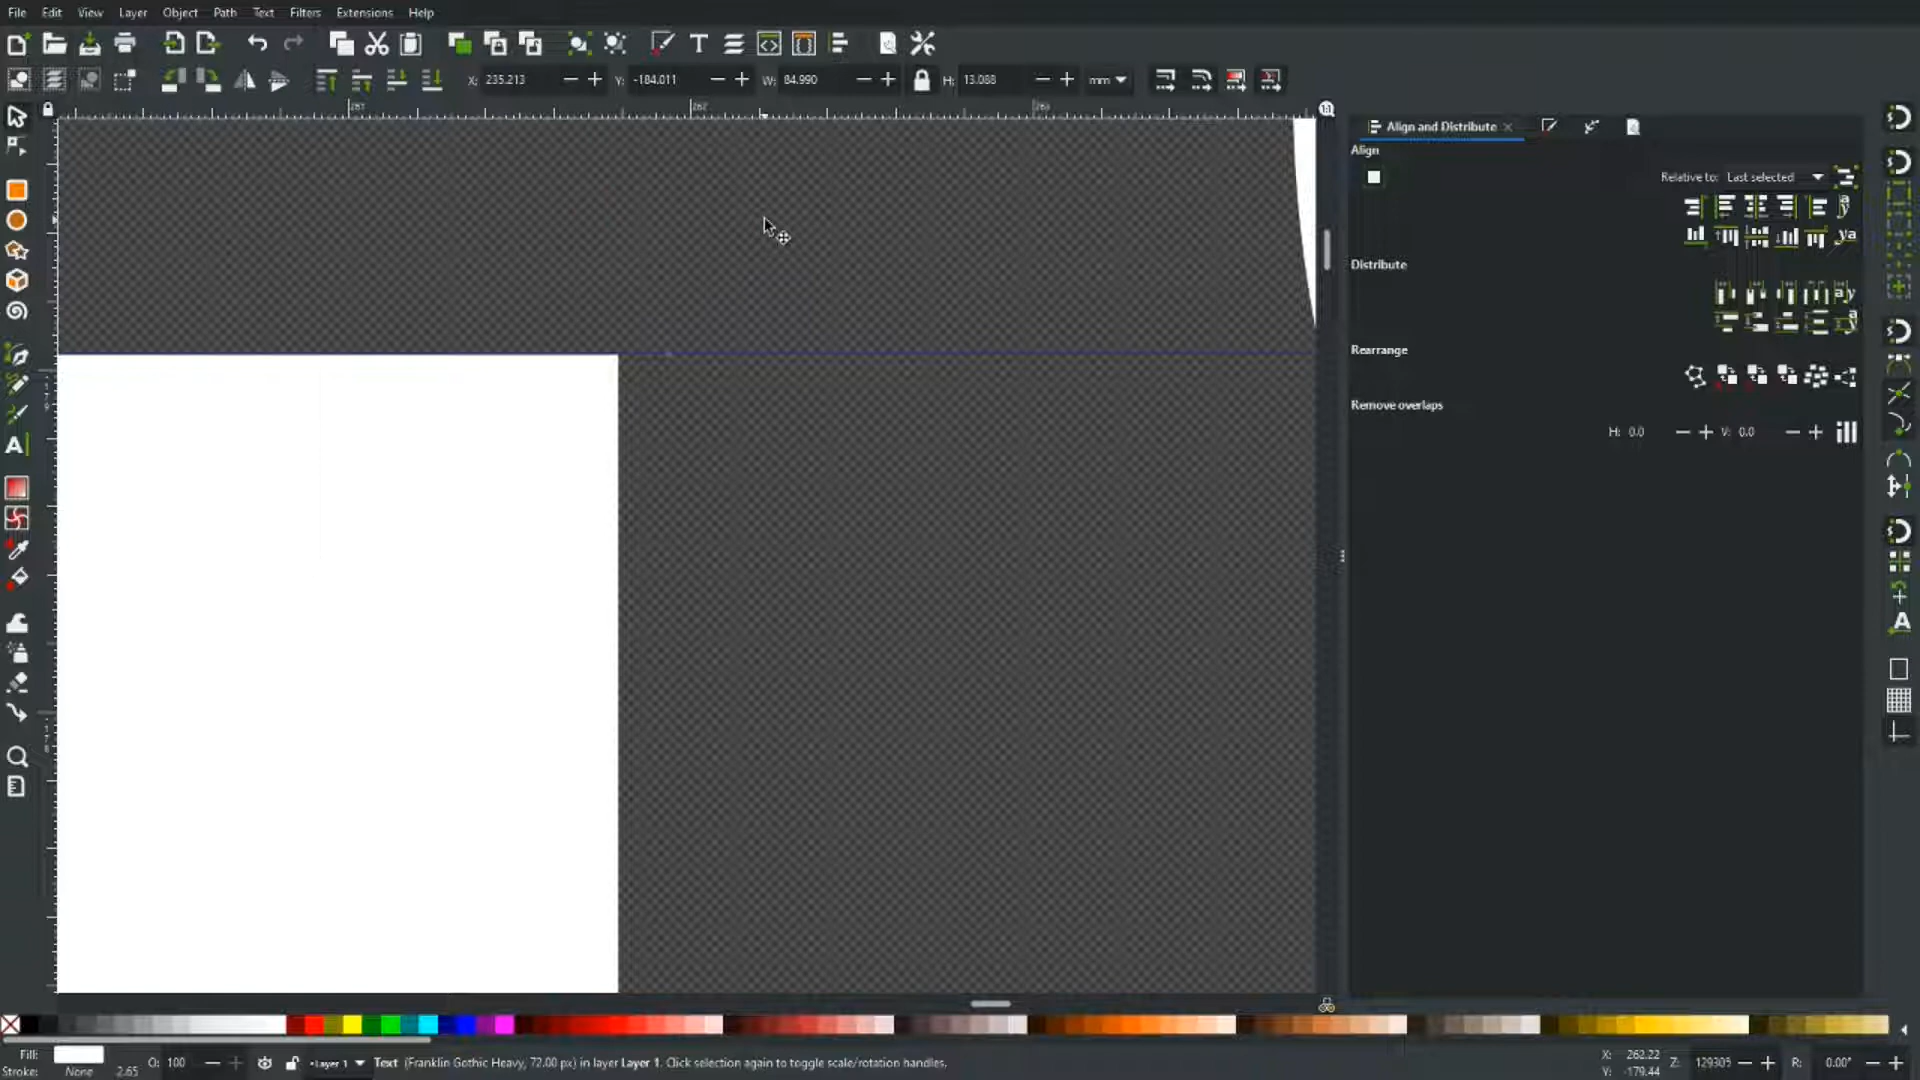 File Edit View Layer Object Path Text Filters Extensions Help
X: 235.213 Y: -184.011 W: 84.990 H: 13.088 mm
261 262 263
Align and Distribute
Align
Relative to: Last selected
Distribute
Rearrange
Remove overlaps
H: 0.0 V: 0.0
Fill: O: 100 Layer 1 Text (Franklin Gothic Heavy, 72.00 px) in layer Layer 1. Click selection again to toggle scale/rotation handles. X: 262.22 Z: 129305 R: 0.00°
Stroke: None 2.65 Y: -179.44